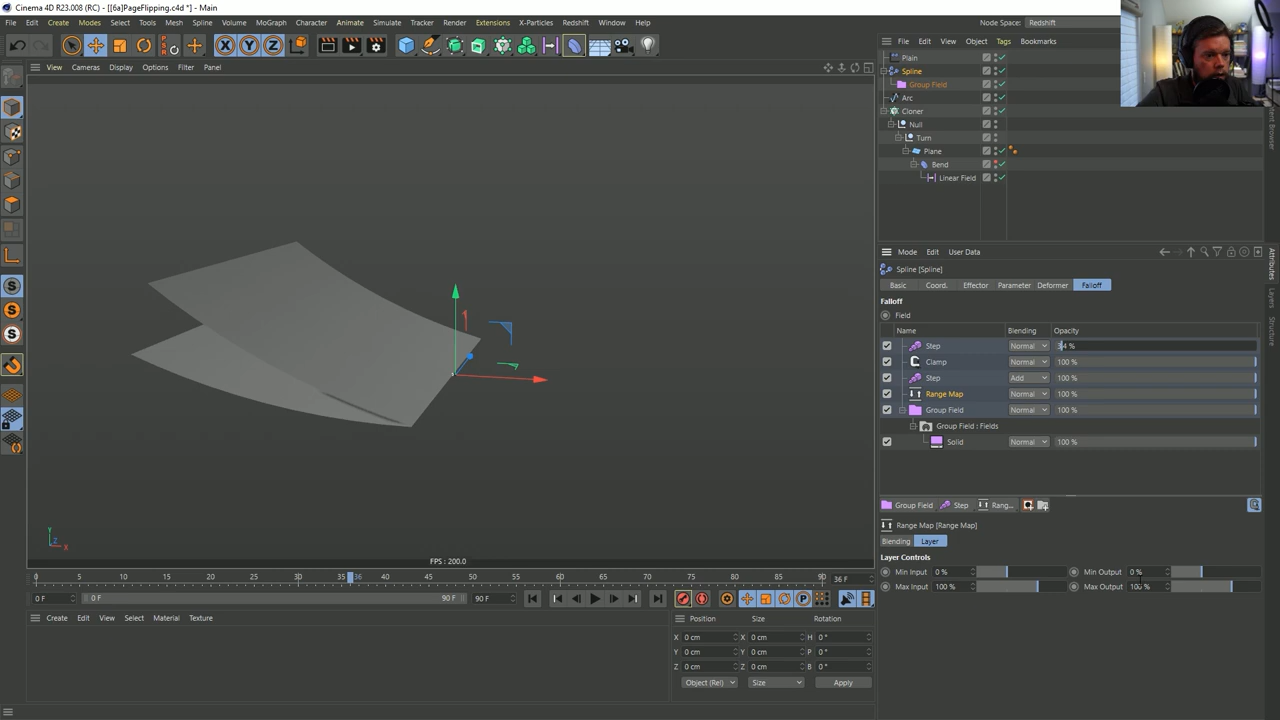 Cinema 4D R23.008 (RC) - [[6a]PageFlipping.c4d *] - Main
File Edit Create Modes Select Tools Spline Mesh Volume MoGraph Character Animate Simulate Tracker Render Extensions X-Particles Redshift Window Help Node Space: Redshift
X Y Z
File Edit View Object Tags Bookmarks
View Cameras Display Options Filter Panel
Plain
Spline
Group Field
Arc
Cloner
Null
Turn
Plane
Bend
Linear Field
Mode Edit User Data
Spline [Spline]
Basic Coord. Effector Parameter Deformer Falloff
Falloff
Field
Name Blending Opacity
Step Normal
Clamp Normal 100 %
Step Add 100 %
Range Map Normal 100 %
Group Field Normal 100 %
Group Field : Fields
Solid Normal 100 %
Group Field Step Rang...
Range Map [Range Map]
Blending Layer
Layer Controls
Min Input 0 % Min Output 0 %
Max Input 100 % Max Output 100 %
Attributes
Layers
Structure
Y
Z
X
FPS : 200.0
0 5 10 15 20 25 30 36 40 45 50 55 60 65 70 75 80 85 90 36 F
0 F 0 F 90 F 90 F
Create Edit View Select Material Texture
Position Size Rotation
X 0 cm X 0 cm H 0 °
Y 0 cm Y 0 cm P 0 °
Z 0 cm Z 0 cm B 0 °
Object (Rel) Size Apply